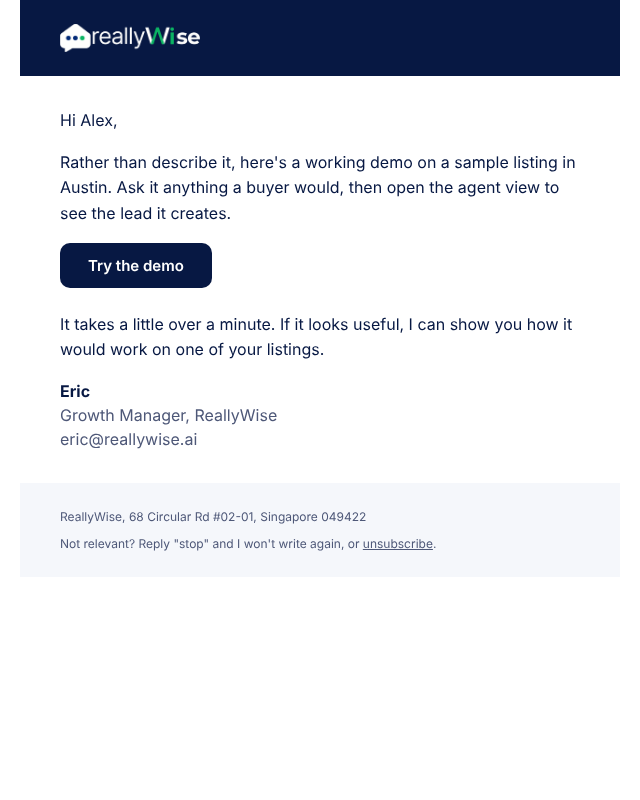 reallyWise
Hi Alex,
Rather than describe it, here's a working demo on a sample listing in
Austin. Ask it anything a buyer would, then open the agent view to
see the lead it creates.
Try the demo
It takes a little over a minute. If it looks useful, I can show you how it
would work on one of your listings.
Eric
Growth Manager, ReallyWise
eric@reallywise.ai
ReallyWise, 68 Circular Rd #02-01, Singapore 049422
Not relevant? Reply "stop" and I won't write again, or unsubscribe.